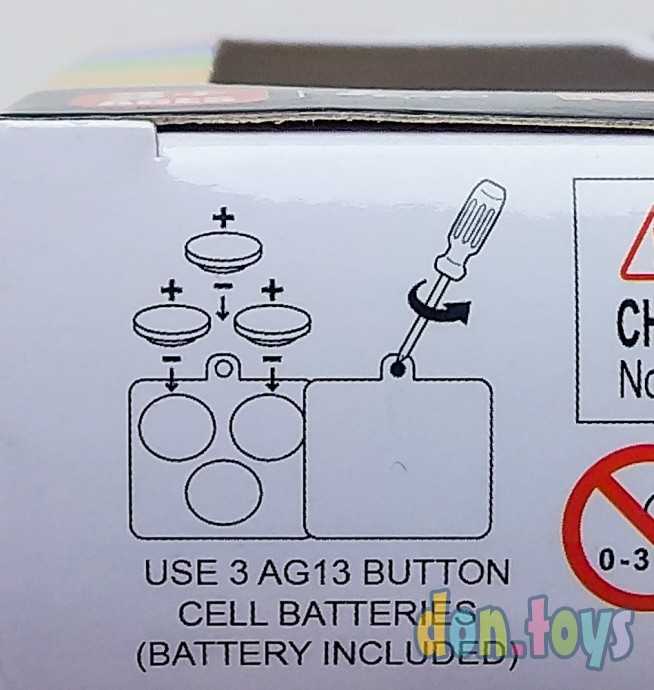 +
+ - +
- -
CH
No
0-3
USE 3 AG13 BUTTON
CELL BATTERIES
(BATTERY INCLUDED)
den.toys